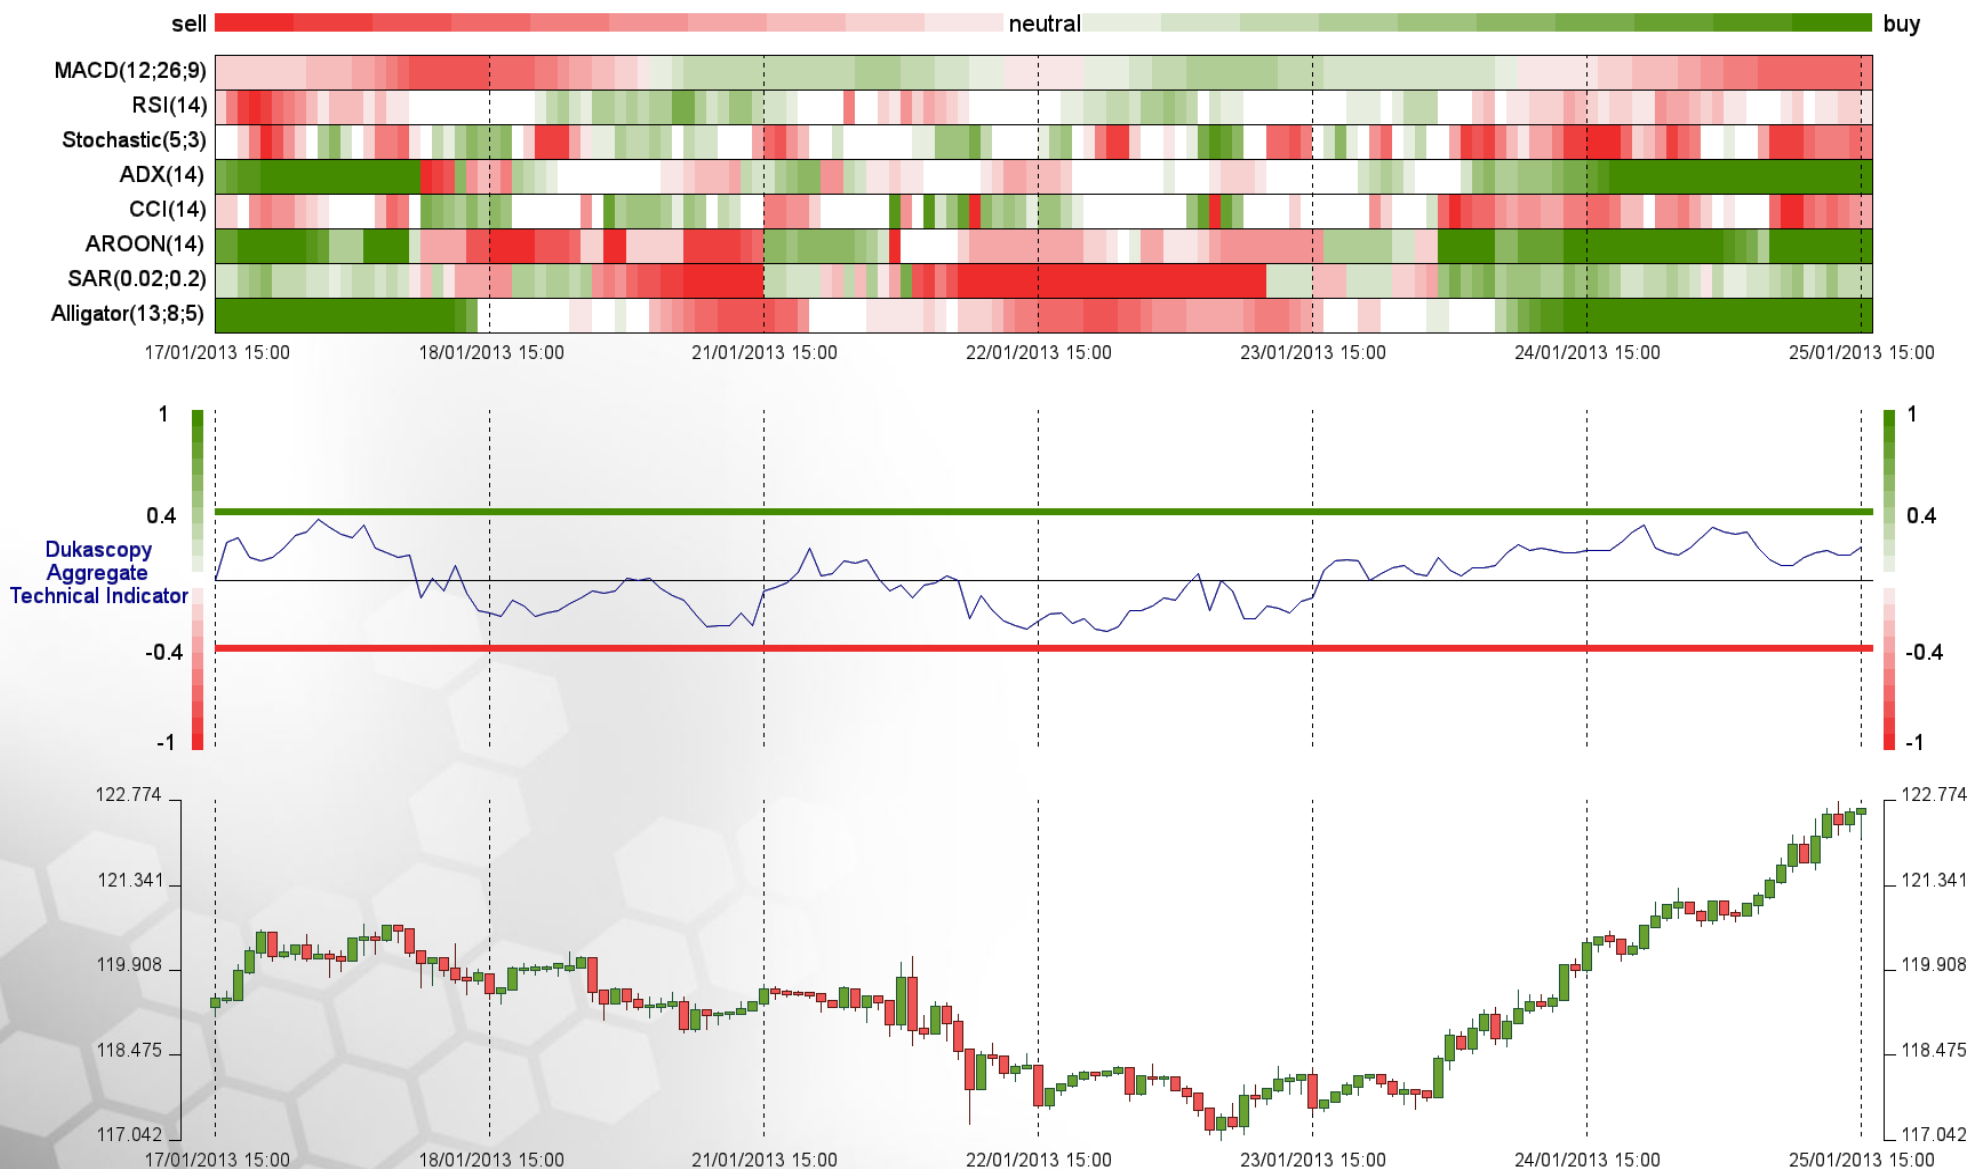 sell neutral buy
MACD(12;26;9)
RSI(14)
Stochastic(5;3)
ADX(14)
CCI(14)
AROON(14)
SAR(0.02;0.2)
Alligator(13;8;5)
17/01/2013 15:00 18/01/2013 15:00 21/01/2013 15:00 22/01/2013 15:00 23/01/2013 15:00 24/01/2013 15:00 25/01/2013 15:00
1 1
0.4 0.4
Dukascopy
Aggregate
Technical Indicator
-0.4 -0.4
-1 -1
122.774 122.774
121.341 121.341
119.908 119.908
118.475 118.475
117.042 117.042
17/01/2013 15:00 18/01/2013 15:00 21/01/2013 15:00 22/01/2013 15:00 23/01/2013 15:00 24/01/2013 15:00 25/01/2013 15:00